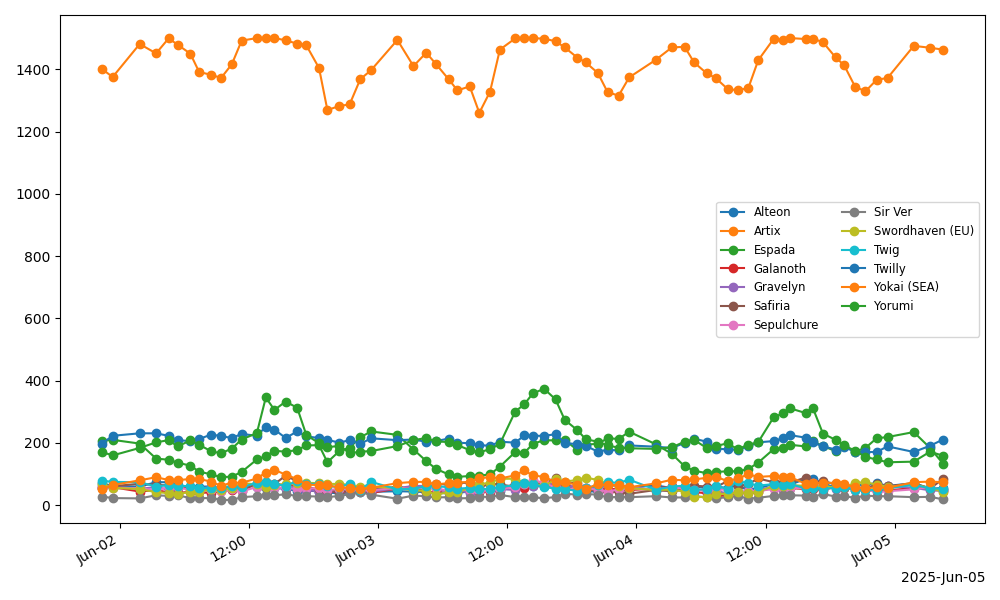 1400
1200
1000
800
600
400
200
0
Alteon
Artix
Espada
Galanoth
Gravelyn
Safiria
Sepulchure
Sir Ver
Swordhaven (EU)
Twig
Twilly
Yokai (SEA)
Yorumi
Jun-02
12:00
Jun-03
12:00
Jun-04
12:00
Jun-05
2025-Jun-05